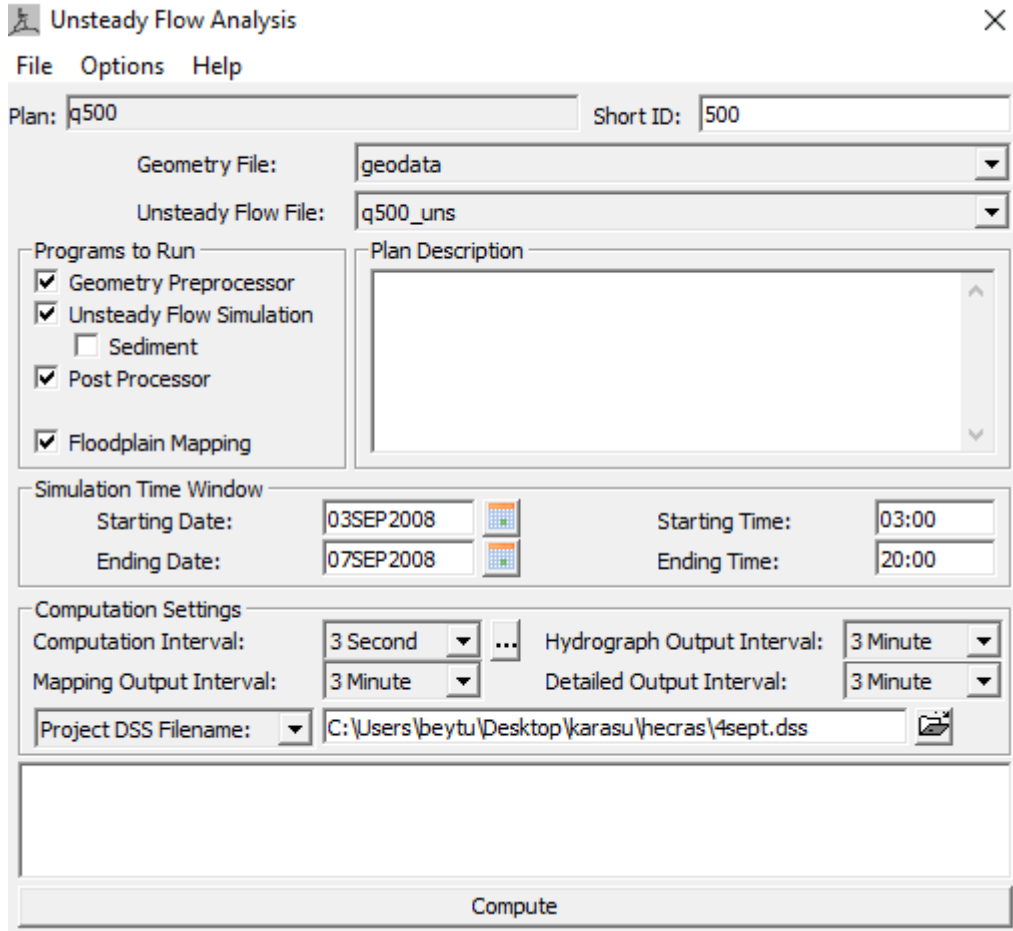 Unsteady Flow Analysis
File Options Help
Plan: q500 Short ID: 500
Geometry File: geodata
Unsteady Flow File: q500_uns
Programs to Run
Geometry Preprocessor
Unsteady Flow Simulation
Sediment
Post Processor
Floodplain Mapping
Plan Description
Simulation Time Window
Starting Date: 03SEP2008 Starting Time: 03:00
Ending Date: 07SEP2008 Ending Time: 20:00
Computation Settings
Computation Interval: 3 Second ... Hydrograph Output Interval: 3 Minute
Mapping Output Interval: 3 Minute Detailed Output Interval: 3 Minute
Project DSS Filename: C:\Users\beytu\Desktop\karasu\hecras\4sept.dss
Compute